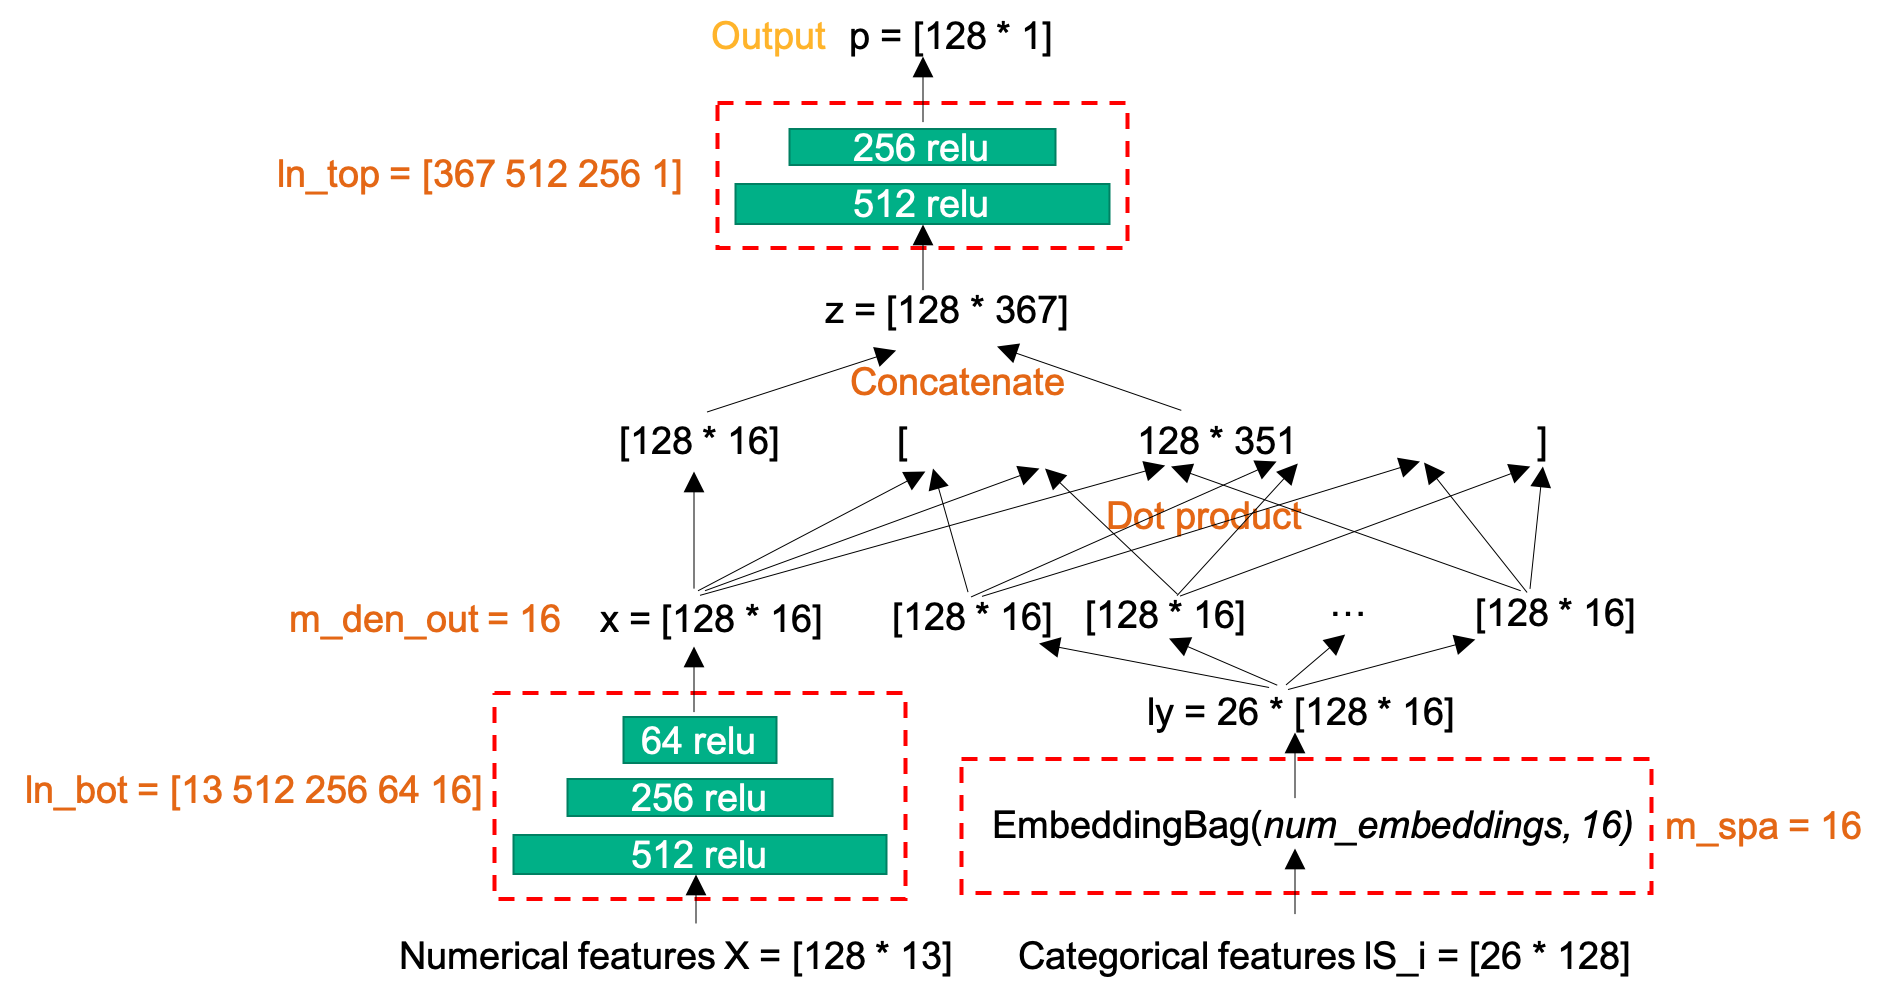 Output p = [128 * 1]
256 relu
ln_top = [367 512 256 1]
512 relu
z = [128 * 367]
Concatenate
[128 * 16] [ 128 * 351 ]
Dot product
m_den_out = 16 x = [128 * 16] [128 * 16] [128 * 16] ... [128 * 16]
ly = 26 * [128 * 16]
64 relu
ln_bot = [13 512 256 64 16]
256 relu
EmbeddingBag(num_embeddings, 16) m_spa = 16
512 relu
Numerical features X = [128 * 13] Categorical features lS_i = [26 * 128]